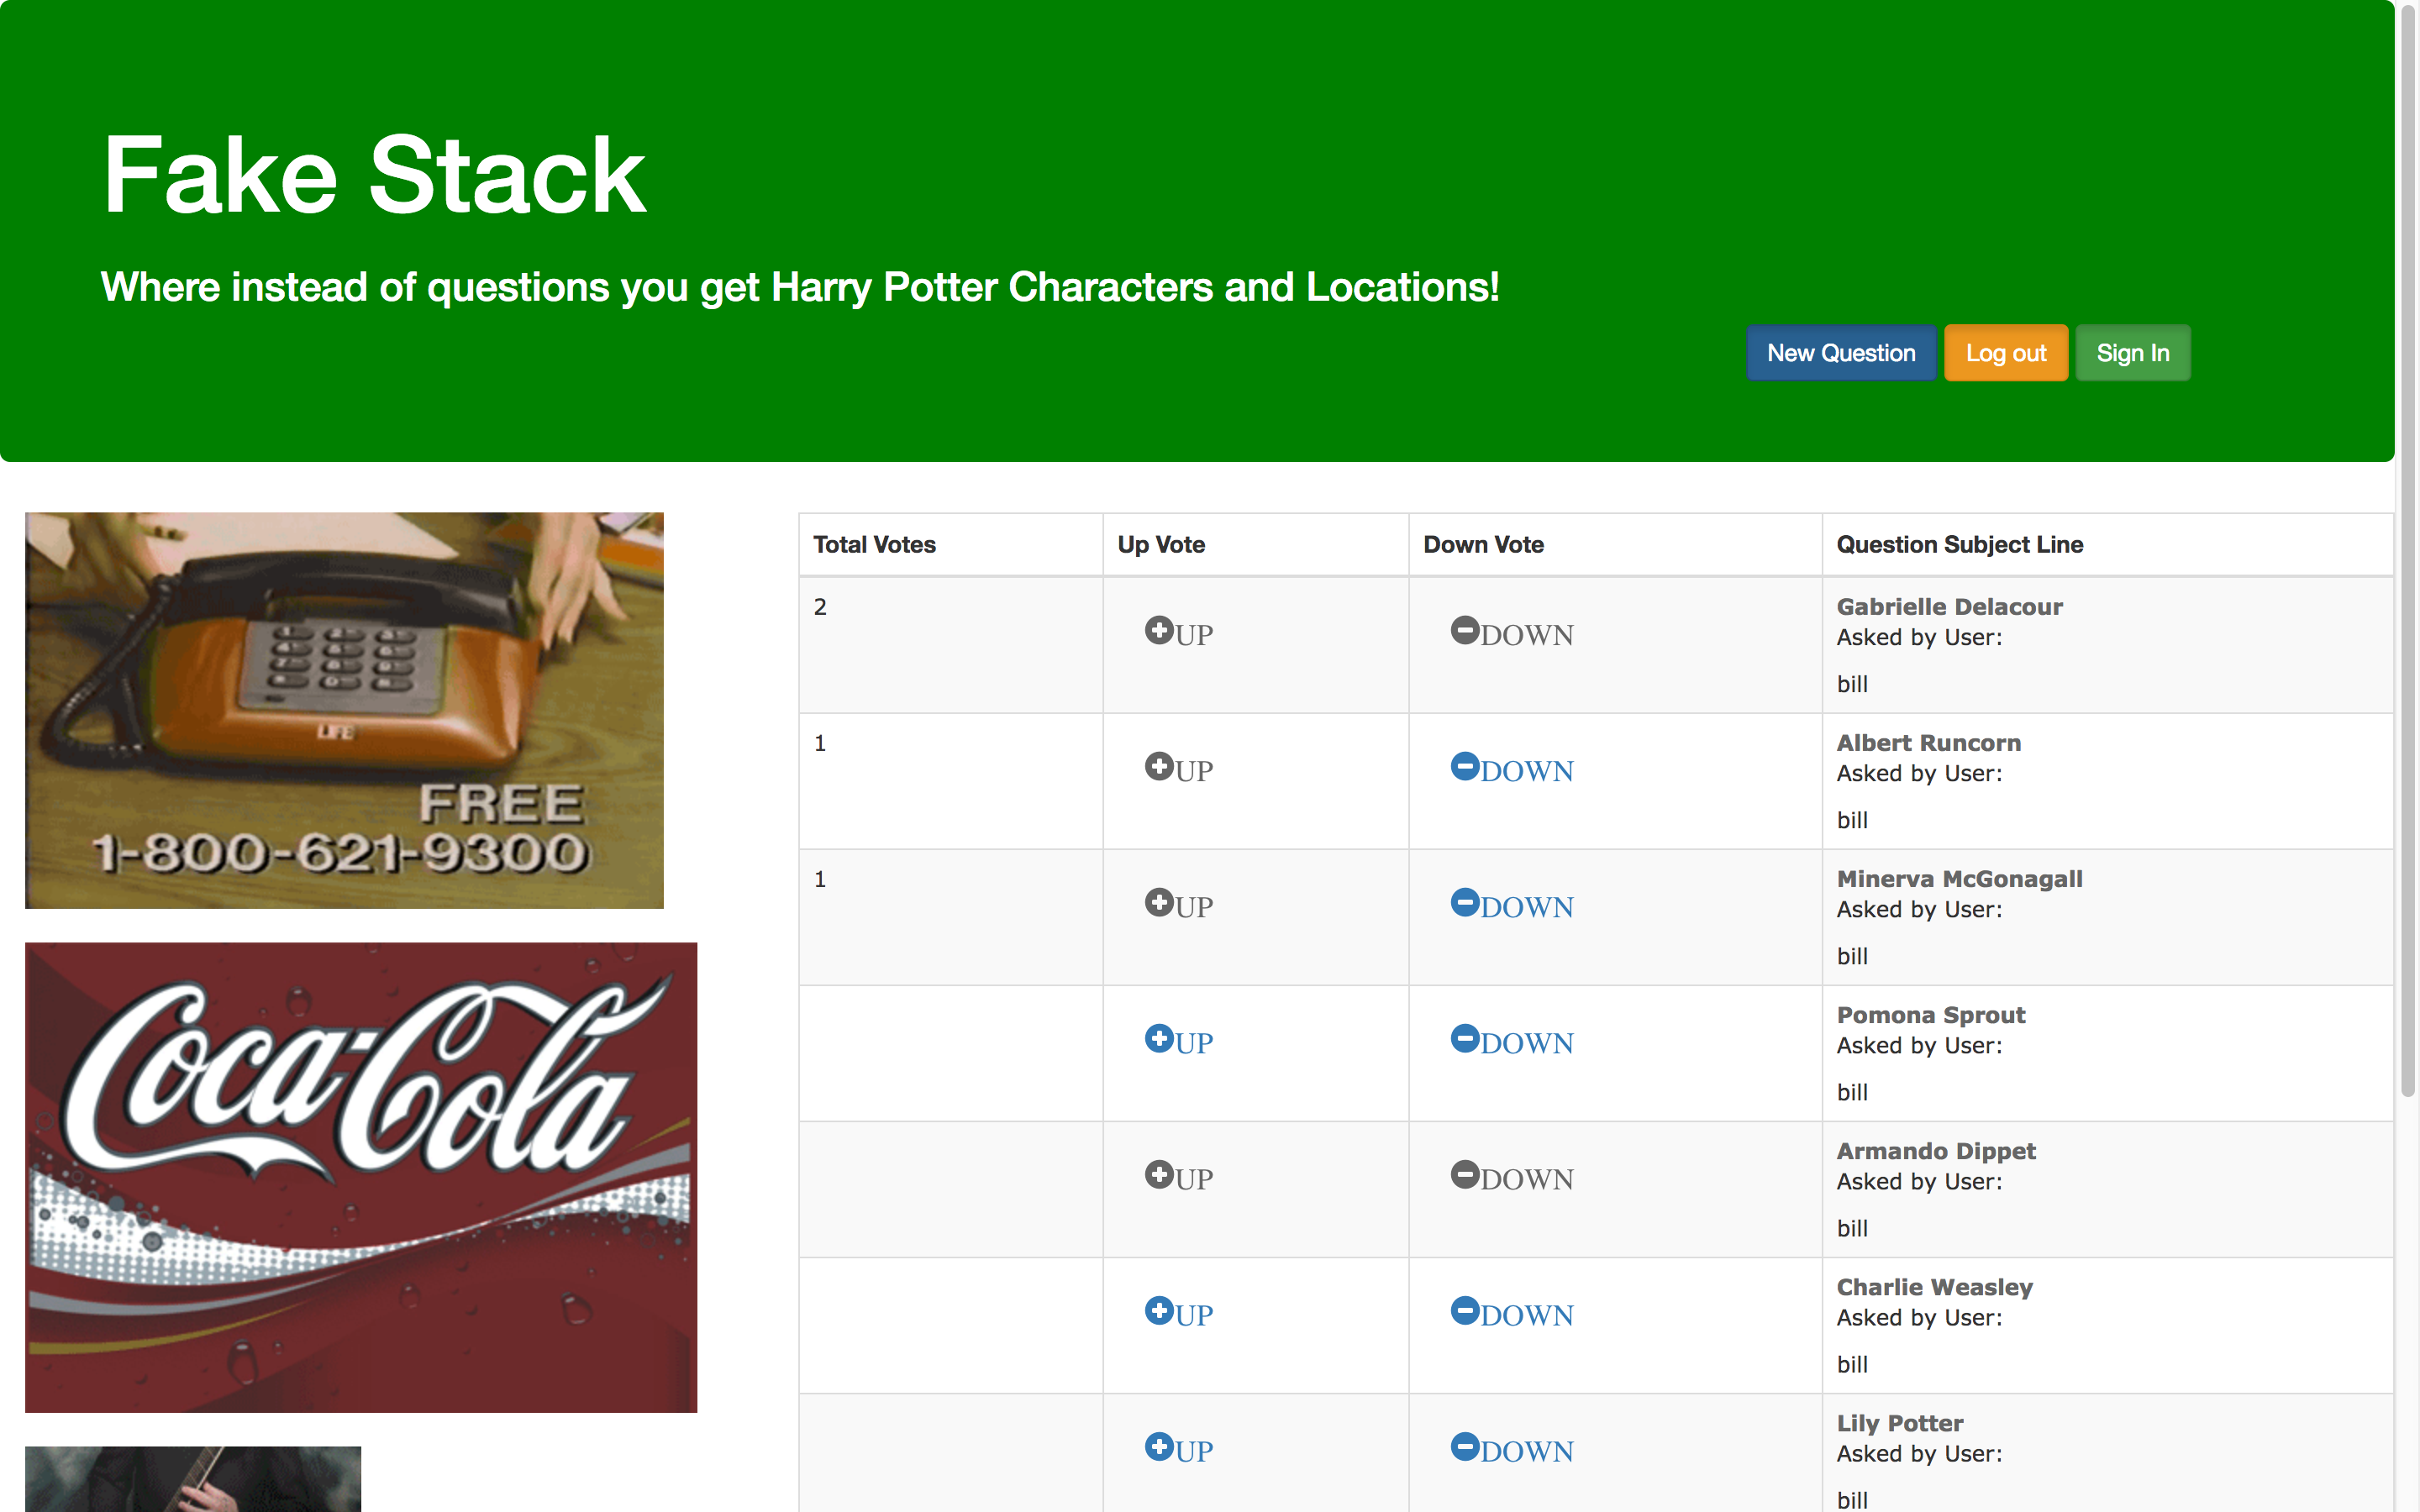 Fake Stack
Where instead of questions you get Harry Potter Characters and Locations!
New Question Log out Sign In
LIFE
FREE
1-800-621-9300
Coca-Cola
Total Votes Up Vote Down Vote Question Subject Line
2 UP DOWN Gabrielle Delacour
Asked by User:
bill
1 UP DOWN Albert Runcorn
Asked by User:
bill
1 UP DOWN Minerva McGonagall
Asked by User:
bill
UP DOWN Pomona Sprout
Asked by User:
bill
UP DOWN Armando Dippet
Asked by User:
bill
UP DOWN Charlie Weasley
Asked by User:
bill
UP DOWN Lily Potter
Asked by User:
bill